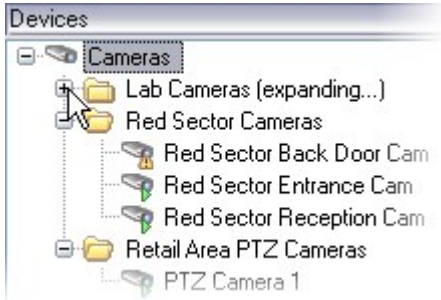 Devices
Cameras
Lab Cameras (expanding...)
Red Sector Cameras
Red Sector Back Door Cam
Red Sector Entrance Cam
Red Sector Reception Cam
Retail Area PTZ Cameras
PTZ Camera 1